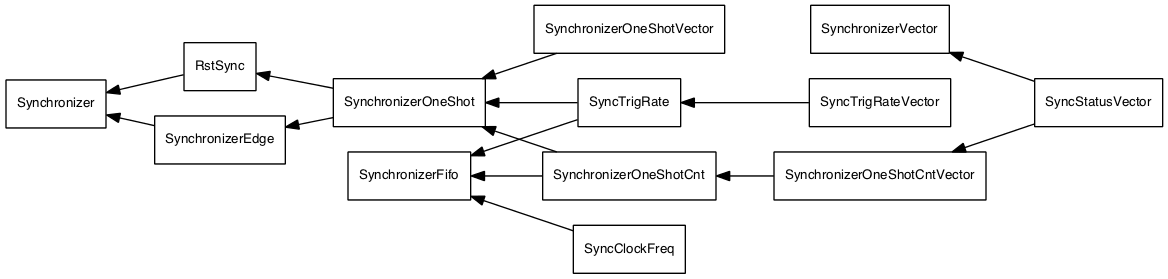 SynchronizerOneShotVector
SynchronizerVector
RstSync
Synchronizer
SynchronizerOneShot
SyncTrigRate
SyncTrigRateVector
SyncStatusVector
SynchronizerEdge
SynchronizerFifo
SynchronizerOneShotCnt
SynchronizerOneShotCntVector
SyncClockFreq